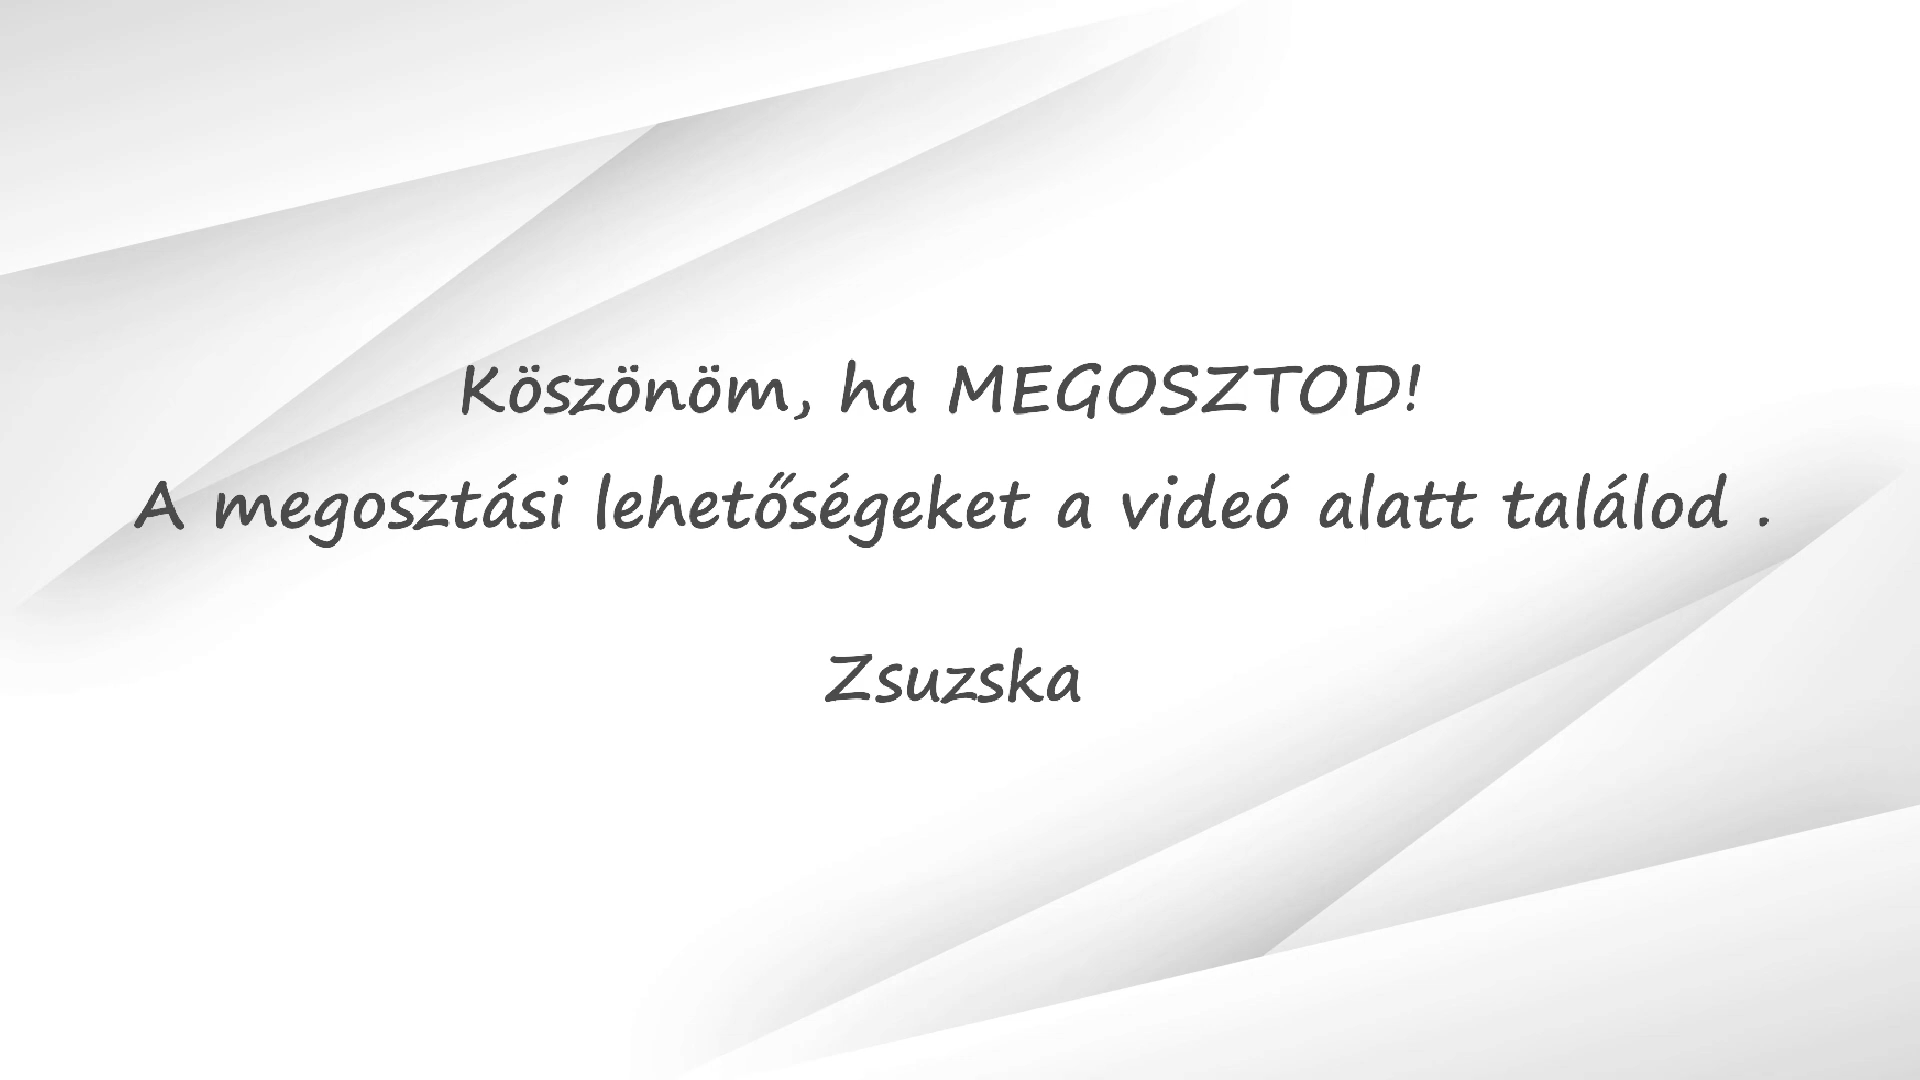 Köszönöm, ha MEGOSZTOD!
A megosztási lehetőségeket a videó alatt találod .
Zsuzska